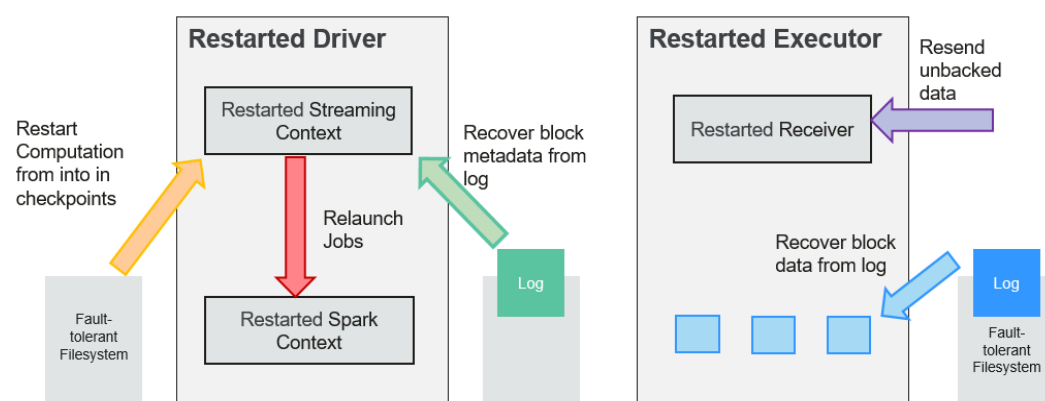 Restarted Driver
Restarted Streaming
Context
Restart
Computation
from into in
checkpoints
Recover block
metadata from
log
Relaunch
Jobs
Log
Fault-
tolerant
Filesystem
Restarted Spark
Context
Restarted Executor
Resend
unbacked
data
Restarted Receiver
Recover block
data from log
Log
Fault-
tolerant
Filesystem